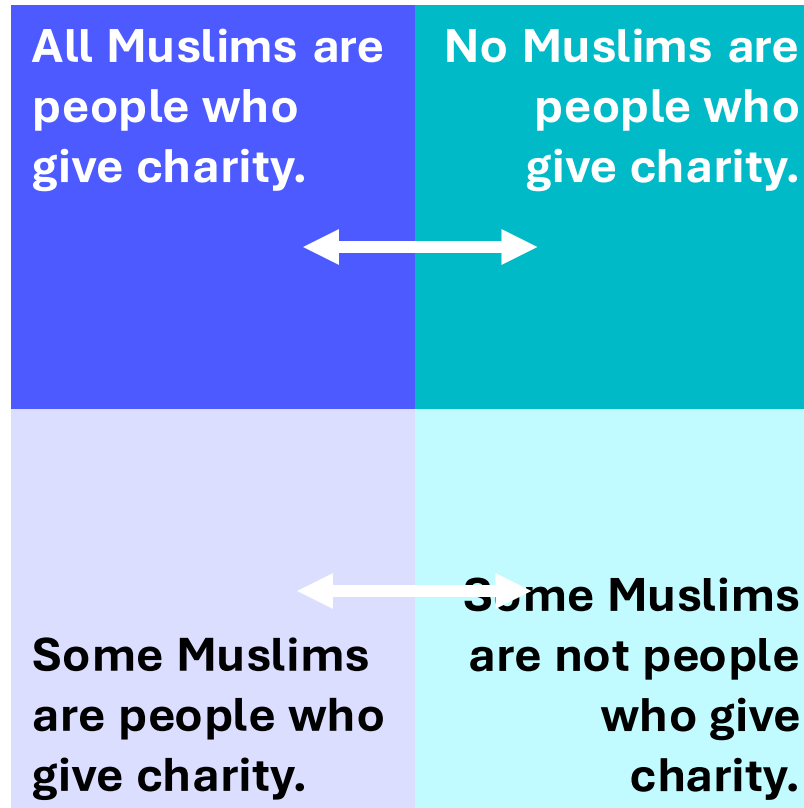 All Muslims are
people who
give charity.
No Muslims are
people who
give charity.
Some Muslims
are people who
give charity.
Some Muslims
are not people
who give
charity.